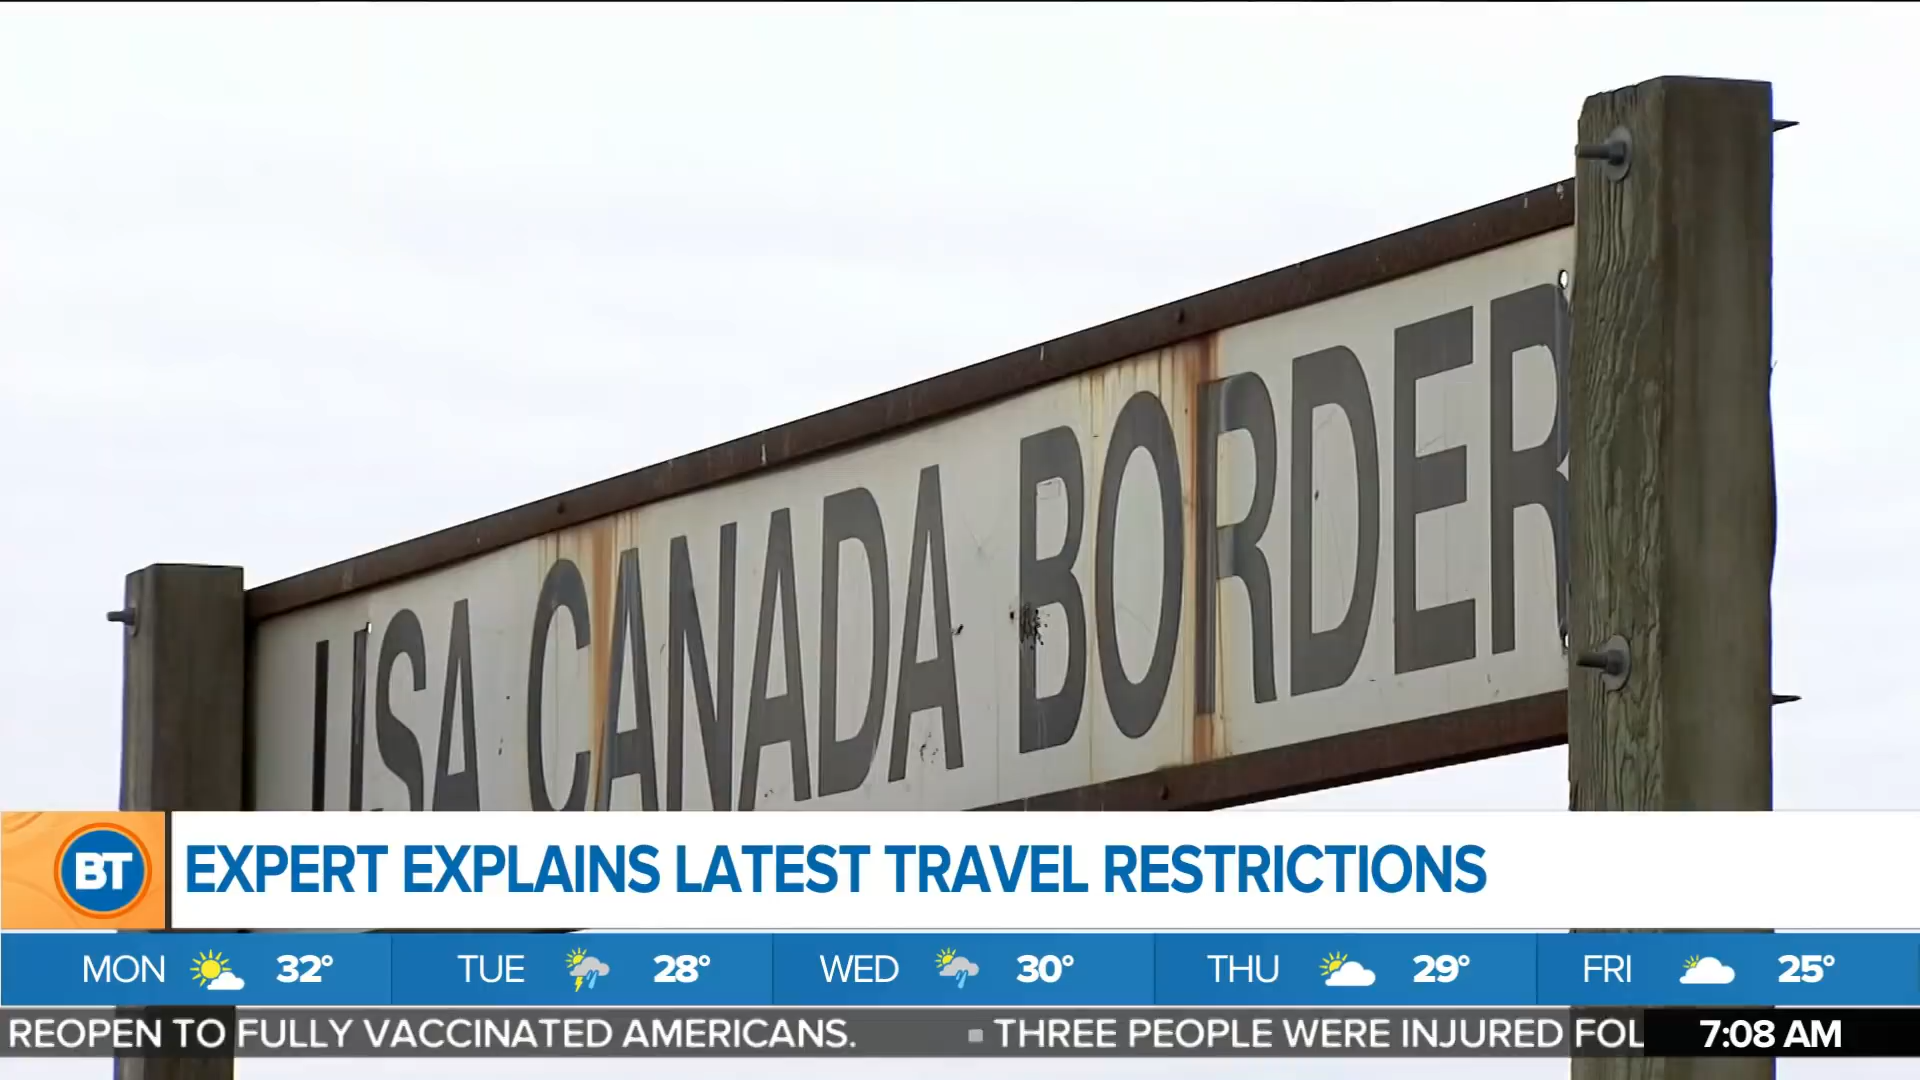 USA CANADA BORDER
BT
EXPERT EXPLAINS LATEST TRAVEL RESTRICTIONS
MON 32° TUE 28° WED 30° THU 29° FRI 25°
REOPEN TO FULLY VACCINATED AMERICANS. THREE PEOPLE WERE INJURED FOL 7:08 AM